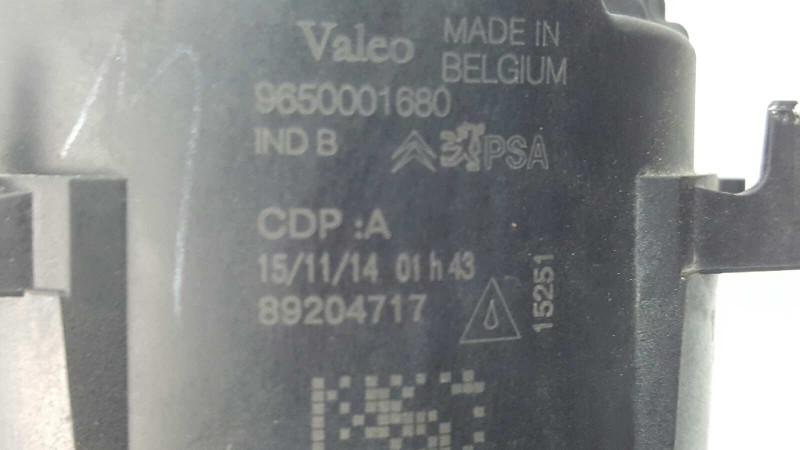 Valeo MADE IN
BELGIUM
9650001680
IND B PSA
CDP :A
15/11/14 01 h 43
89204717
15251